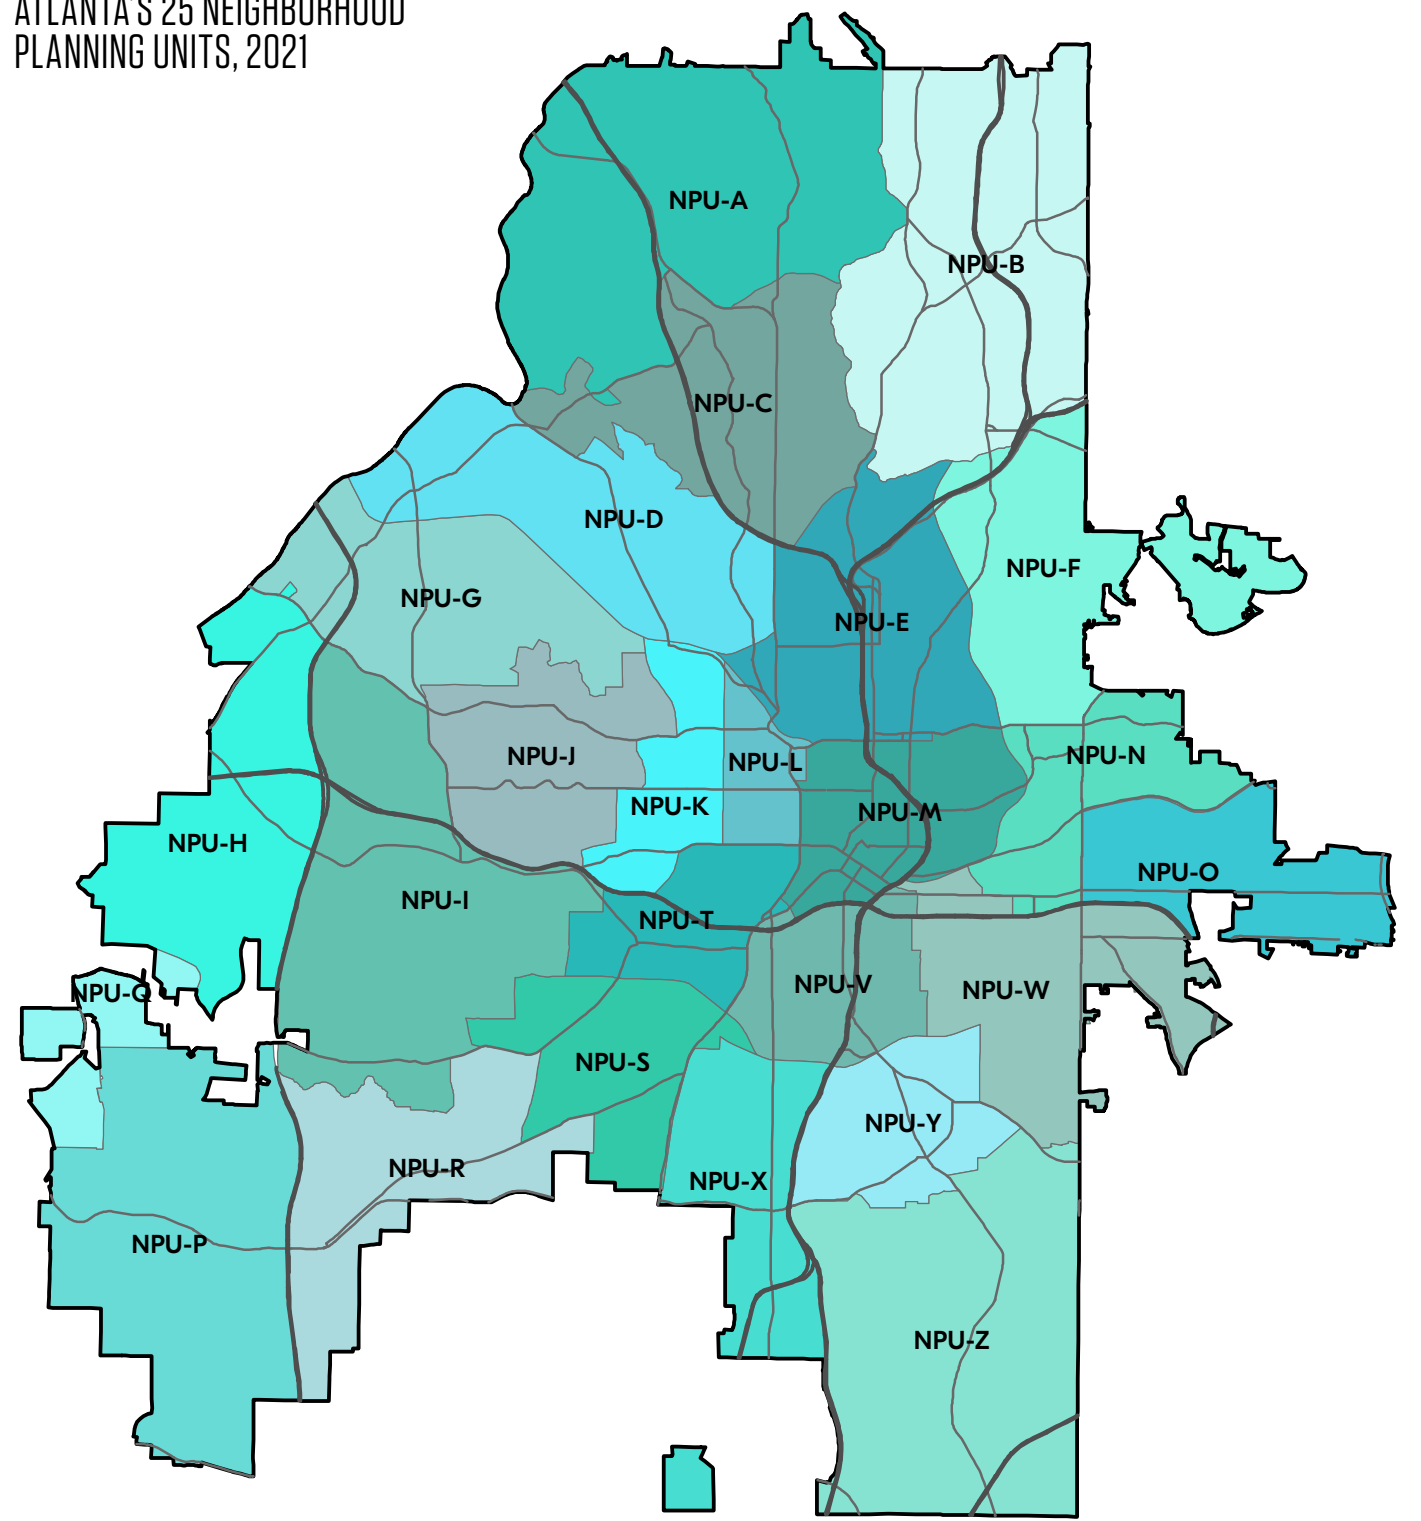 ATLANTA'S 25 NEIGHBORHOOD
PLANNING UNITS, 2021
NPU-A
NPU-B
NPU-C
NPU-D
NPU-F
NPU-G
NPU-E
NPU-J
NPU-L
NPU-N
NPU-K
NPU-M
NPU-H
NPU-O
NPU-I
NPU-T
NPU-V
NPU-W
NPU-Q
NPU-S
NPU-Y
NPU-R
NPU-X
NPU-P
NPU-Z